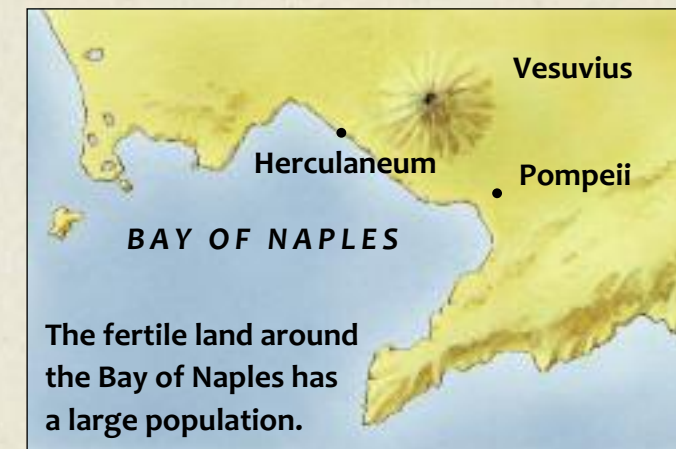 Vesuvius
Herculaneum
Pompeii
BAY OF NAPLES
The fertile land around
the Bay of Naples has
a large population.